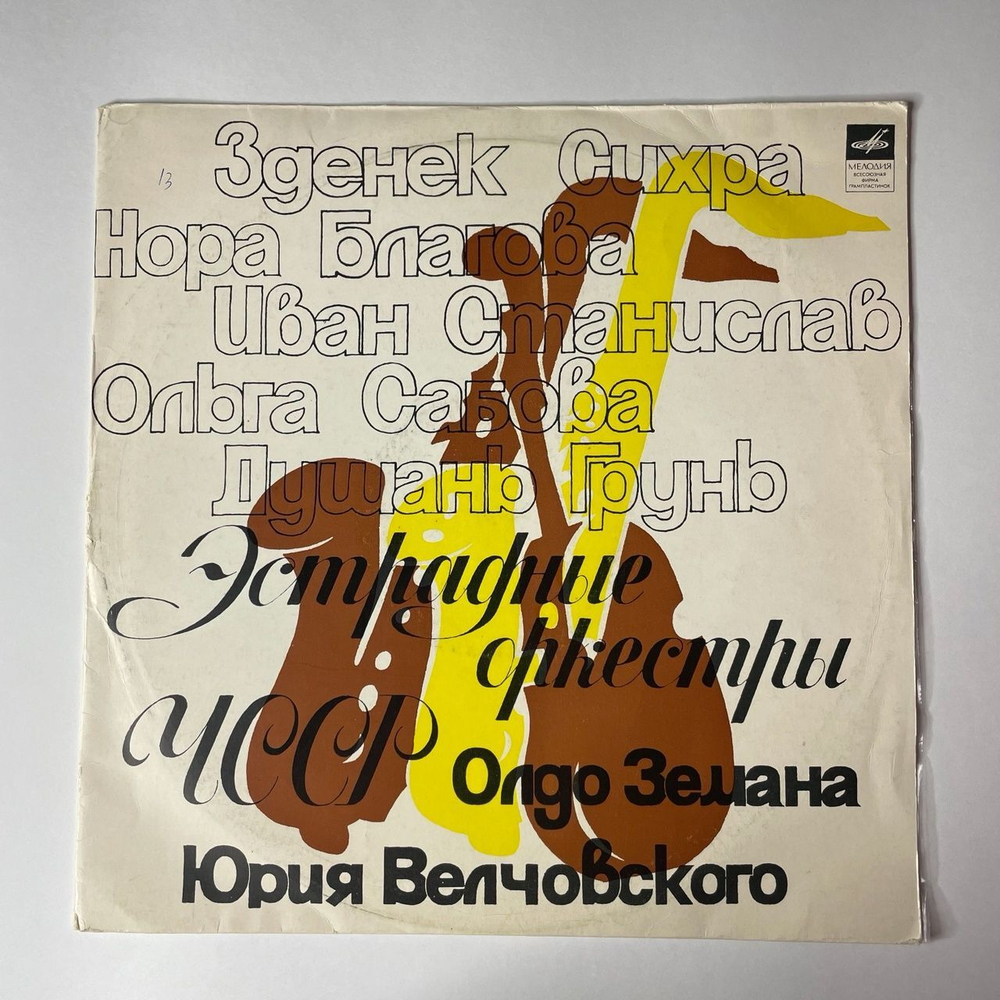 Зденек Сихра
13
МЕЛОДИЯ
ВСЕСОЮЗНАЯ
ФИРМА
ГРАМПЛАСТИНОК
Нора Благова
Иван Станислав
Ольга Сабова
Душань Грунь
Эстрадные
оркестры
ЧССР
Олдо Земана
Юрия Велчовского